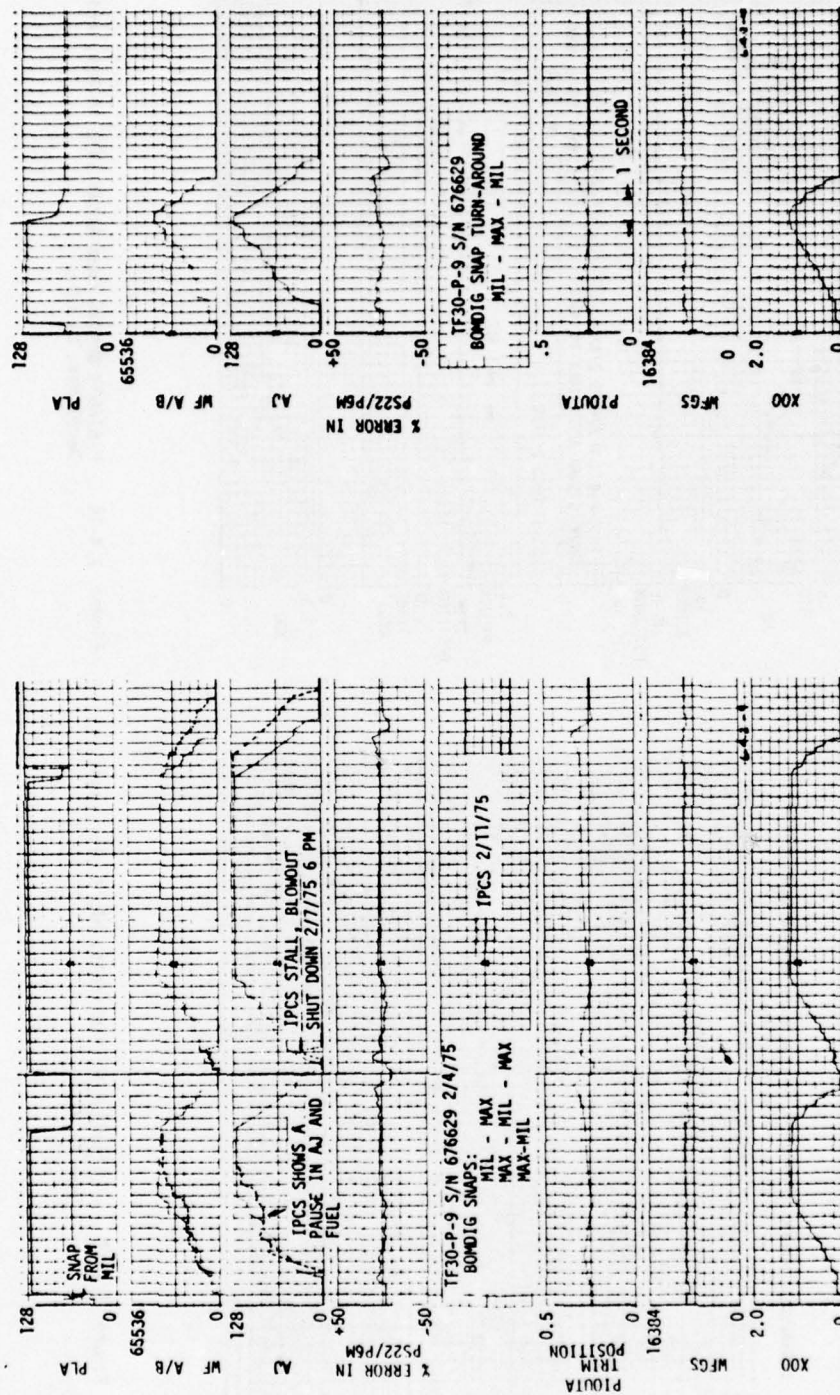 128
PLA
0
65536
WF A/B
0
128
AJ
0
+50
% ERROR IN
PS22/P6M
-50
TF30-P-9 S/N 676629
BOMDIG SNAP TURN-AROUND
MIL - MAX - MIL
.5
PIOUTA
0
1 SECOND
16384
WFGS
0
2.0
XOO
0
128
PLA
0
SNAP
FROM
MIL
65536
WF A/B
0
128
AJ
0
IPCS SHOWS A
PAUSE IN AJ AND
FUEL
IPCS STALL, BLOWOUT
SHUT DOWN 2/7/75 6 PM
+50
% ERROR IN
PS22/P6M
-50
TF30-P-9 S/N 676629 2/4/75
BOMDIG SNAPS:
MIL - MAX
MAX - MIL - MAX
MAX-MIL
IPCS 2/11/75
0.5
PIOUTA
TRIM
POSITION
0
16384
WFGS
0
2.0
XOO
0